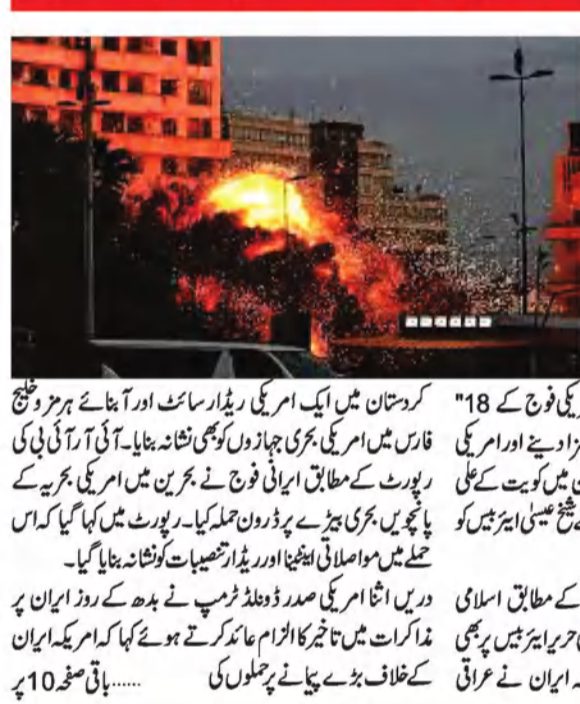 فوج کے 18"
دینے اور امریکی
میں کویت کے علی
شیخ عیسیٰ ایئر بیس کو
کے مطابق اسلامی
حریر ایئربیس پر بھی
ایران نے عراقی
کردستان میں ایک امریکی ریڈار سائٹ اور آبنائے ہرمز و خلیج
فارس میں امریکی بحری جہازوں کو بھی نشانہ بنایا۔ آئی آر آئی بی کی
رپورٹ کے مطابق ایرانی فوج نے بحرین میں امریکی بحریہ کے
پانچویں بحری بیڑے پر ڈرون حملہ کیا۔ رپورٹ میں کہا گیا کہ اس
حملے میں مواصلاتی اینٹینا اور ریڈار تنصیبات کو نشانہ بنایا گیا۔
دریں اثنا امریکی صدر ڈونلڈ ٹرمپ نے بدھ کے روز ایران پر
مذاکرات میں تاخیر کا الزام عائد کرتے ہوئے کہا کہ امریکہ ایران
کے خلاف بڑے پیمانے پر حملوں کی ......باقی صفحہ 10 پر